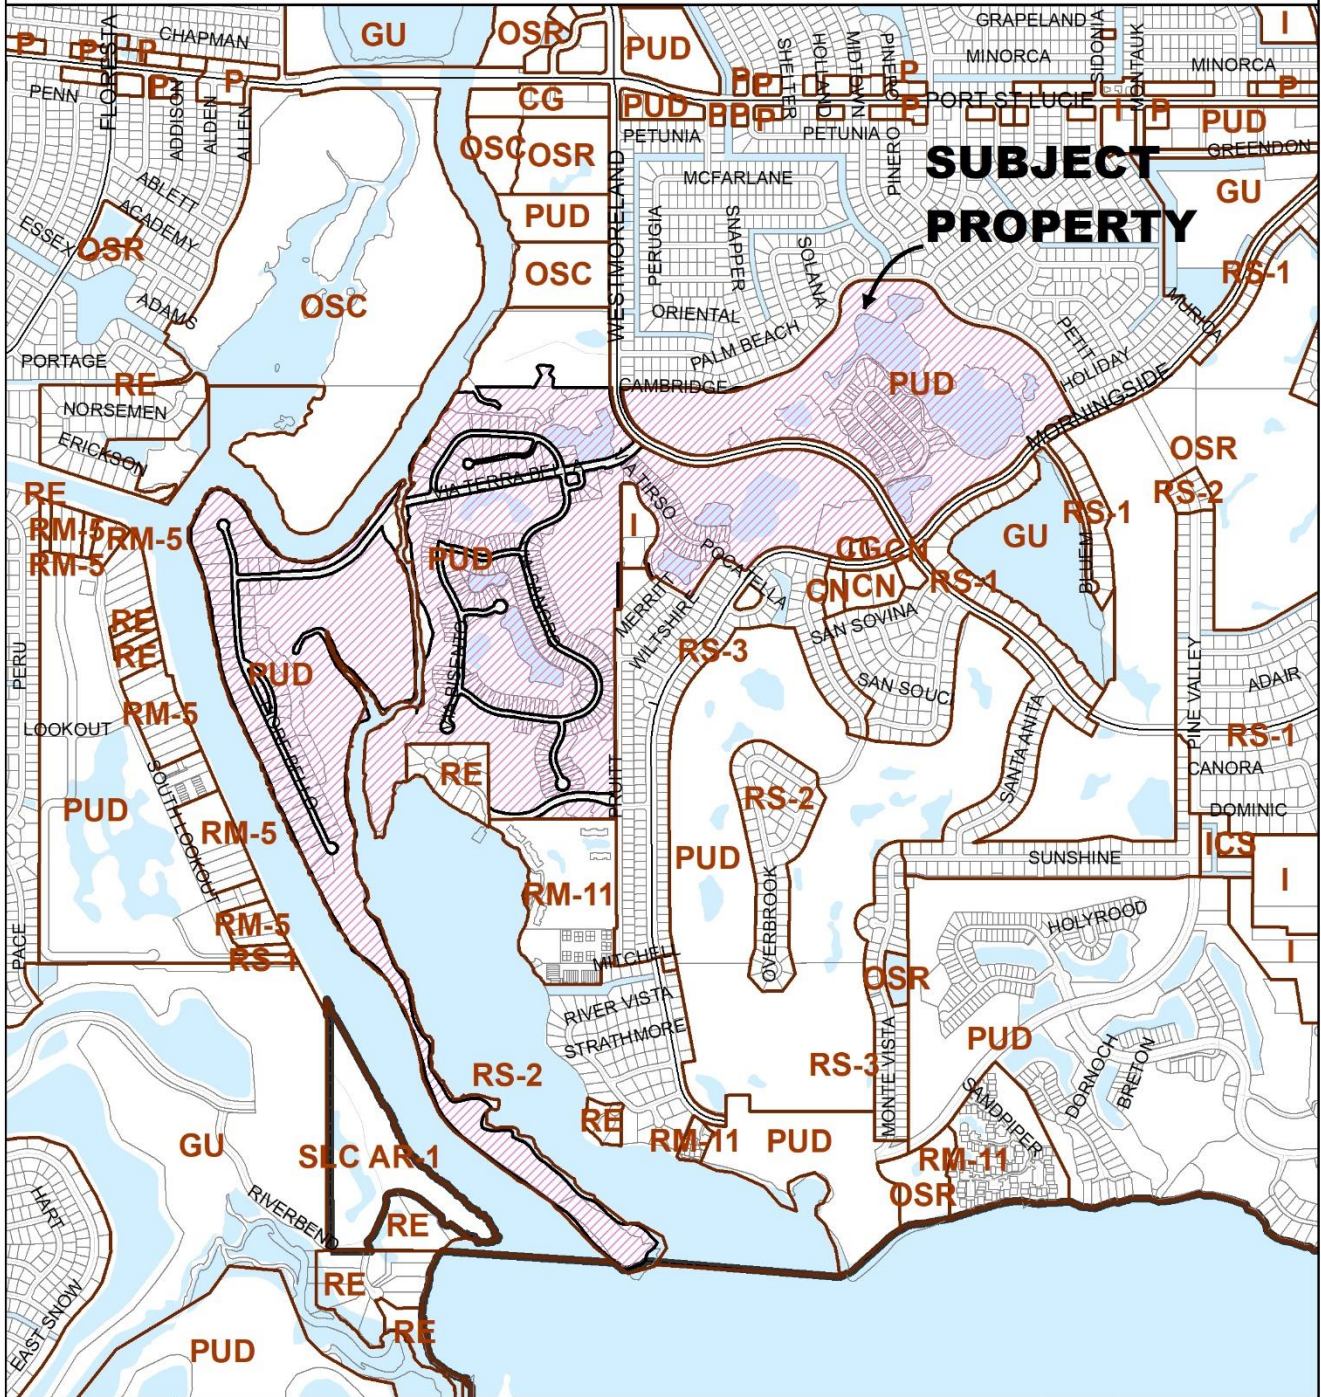 GRAPELAND
SIDONIA
I
CHAPMAN
GU
OSR
PUD
SHELTER
HOLLAND
MIDTOWN
PINERO
MINORCA
MONTAUK
MINORCA
P
P
P
FLORESTA
P
P
P
P
P
P
PENN
ADDISON
ALDEN
ALLEN
CG
PUD
P
P
P
P
PORT ST LUCIE
I
P
PUD
PETUNIA
PETUNIA
PINERO
GREENDON
OSC
OSR
SUBJECT
PROPERTY
MCFARLANE
ABLETT
ACADEMY
ESSEX
OSR
ADAMS
PUD
WESTMORELAND
PERUGIA
SNAPPER
SOLANA
GU
OSC
OSC
RS-1
MURICA
ORIENTAL
PALM BEACH
PETIT
HOLIDAY
PORTAGE
RE
NORSEMEN
CAMBRIDGE
PUD
MORNINGSIDE
ERICKSON
OSR
VIA TERRA BELLA
VIA TIRSO
RE
RM-5
RM-5
RM-5
RS-2
RS-1
I
GU
BLUEM
PUD
POCATELLA
CG
CN
CN
CN
RS-1
MERRITT
WILTSHIRE
SAN SOVINA
RE
RE
RS-3
PERU
PUD
SAN SOUCI
PINE VALLEY
ADAIR
RM-5
LOOKOUT
SANTA ANITA
RS-1
CANORA
RE
PRUITT
SOUTH LOOKOUT
RS-2
PUD
DOMINIC
RM-5
PUD
SUNSHINE
I
CS
I
RM-11
OVERBROOK
HOLYROOD
RM-5
PACE
RS-1
MITCHELL
I
OSR
RIVER VISTA
STRATHMORE
PUD
MONTE VISTA
DORNOCH
BRETON
RS-2
RS-3
SANDPIPER
RE
GU
SLC AR-1
RM-11
PUD
RM-11
OSR
HART
RIVERBEND
RE
RE
EAST SNOW
RE
PUD